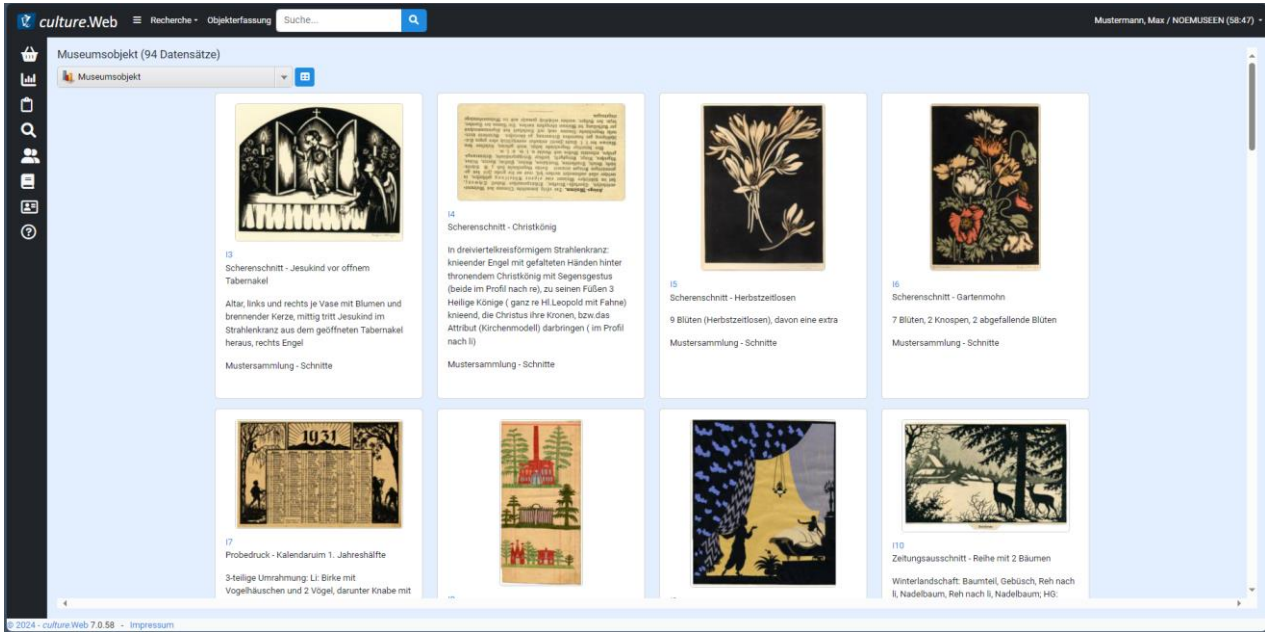 culture.Web
Recherche
Objekterfassung
Suche...
Mustermann, Max / NOEMUSEEN (58:47)
Museumsobjekt (94 Datensätze)
Museumsobjekt
I3
Scherenschnitt - Jesukind vor offnem
Tabernakel
Altar, links und rechts je Vase mit Blumen und
brennender Kerze, mittig tritt Jesukind im
Strahlenkranz aus dem geöffneten Tabernakel
heraus, rechts Engel
Mustersammlung - Schnitte
I4
Scherenschnitt - Christkönig
In dreiviertelkreisförmigem Strahlenkranz:
knieender Engel mit gefalteten Händen hinter
thronendem Christkönig mit Segensgestus
(beide im Profil nach re), zu seinen Füßen 3
Heilige Könige ( ganz re Hl.Leopold mit Fahne)
knieend, die Christus ihre Kronen, bzw.das
Attribut (Kirchenmodell) darbringen ( im Profil
nach li)
Mustersammlung - Schnitte
I5
Scherenschnitt - Herbstzeitlosen
9 Blüten (Herbstzeitlosen), davon eine extra
Mustersammlung - Schnitte
I6
Scherenschnitt - Gartenmohn
7 Blüten, 2 Knospen, 2 abgefallende Blüten
Mustersammlung - Schnitte
1931
I7
Probedruck - Kalendaruim 1. Jahreshälfte
3-teilige Umrahmung: Li: Birke mit
Vogelhäuschen und 2 Vögel, darunter Knabe mit
I10
Zeitungsausschnitt - Reihe mit 2 Bäumen
Winterlandschaft: Baumteil, Gebüsch, Reh nach
li, Nadelbaum, Reh nach li, Nadelbaum; HG:
© 2024 - culture.Web 7.0.58 - Impressum